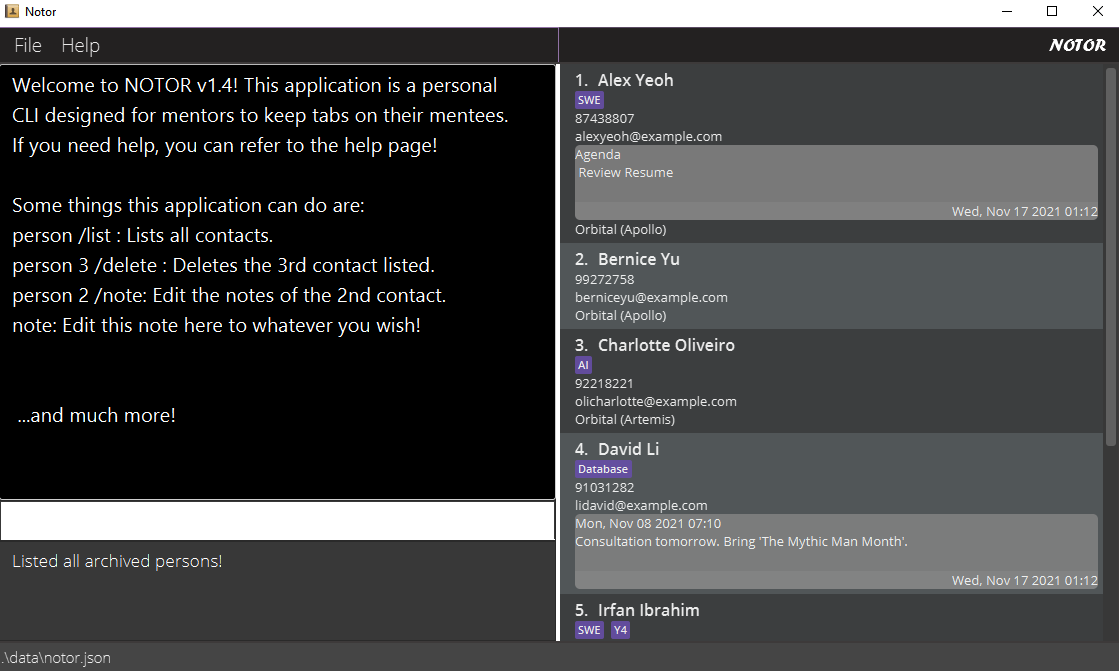 Notor
File Help
NOTOR
Welcome to NOTOR v1.4! This application is a personal
CLI designed for mentors to keep tabs on their mentees.
If you need help, you can refer to the help page!
Some things this application can do are:
person /list : Lists all contacts.
person 3 /delete : Deletes the 3rd contact listed.
person 2 /note: Edit the notes of the 2nd contact.
note: Edit this note here to whatever you wish!
...and much more!
Listed all archived persons!
.\data\notor.json
1. Alex Yeoh
SWE
87438807
alexyeoh@example.com
Agenda
Review Resume
Wed, Nov 17 2021 01:12
Orbital (Apollo)
2. Bernice Yu
99272758
berniceyu@example.com
Orbital (Apollo)
3. Charlotte Oliveiro
AI
92218221
olicharlotte@example.com
Orbital (Artemis)
4. David Li
Database
91031282
lidavid@example.com
Mon, Nov 08 2021 07:10
Consultation tomorrow. Bring 'The Mythic Man Month'.
Wed, Nov 17 2021 01:12
5. Irfan Ibrahim
SWE Y4